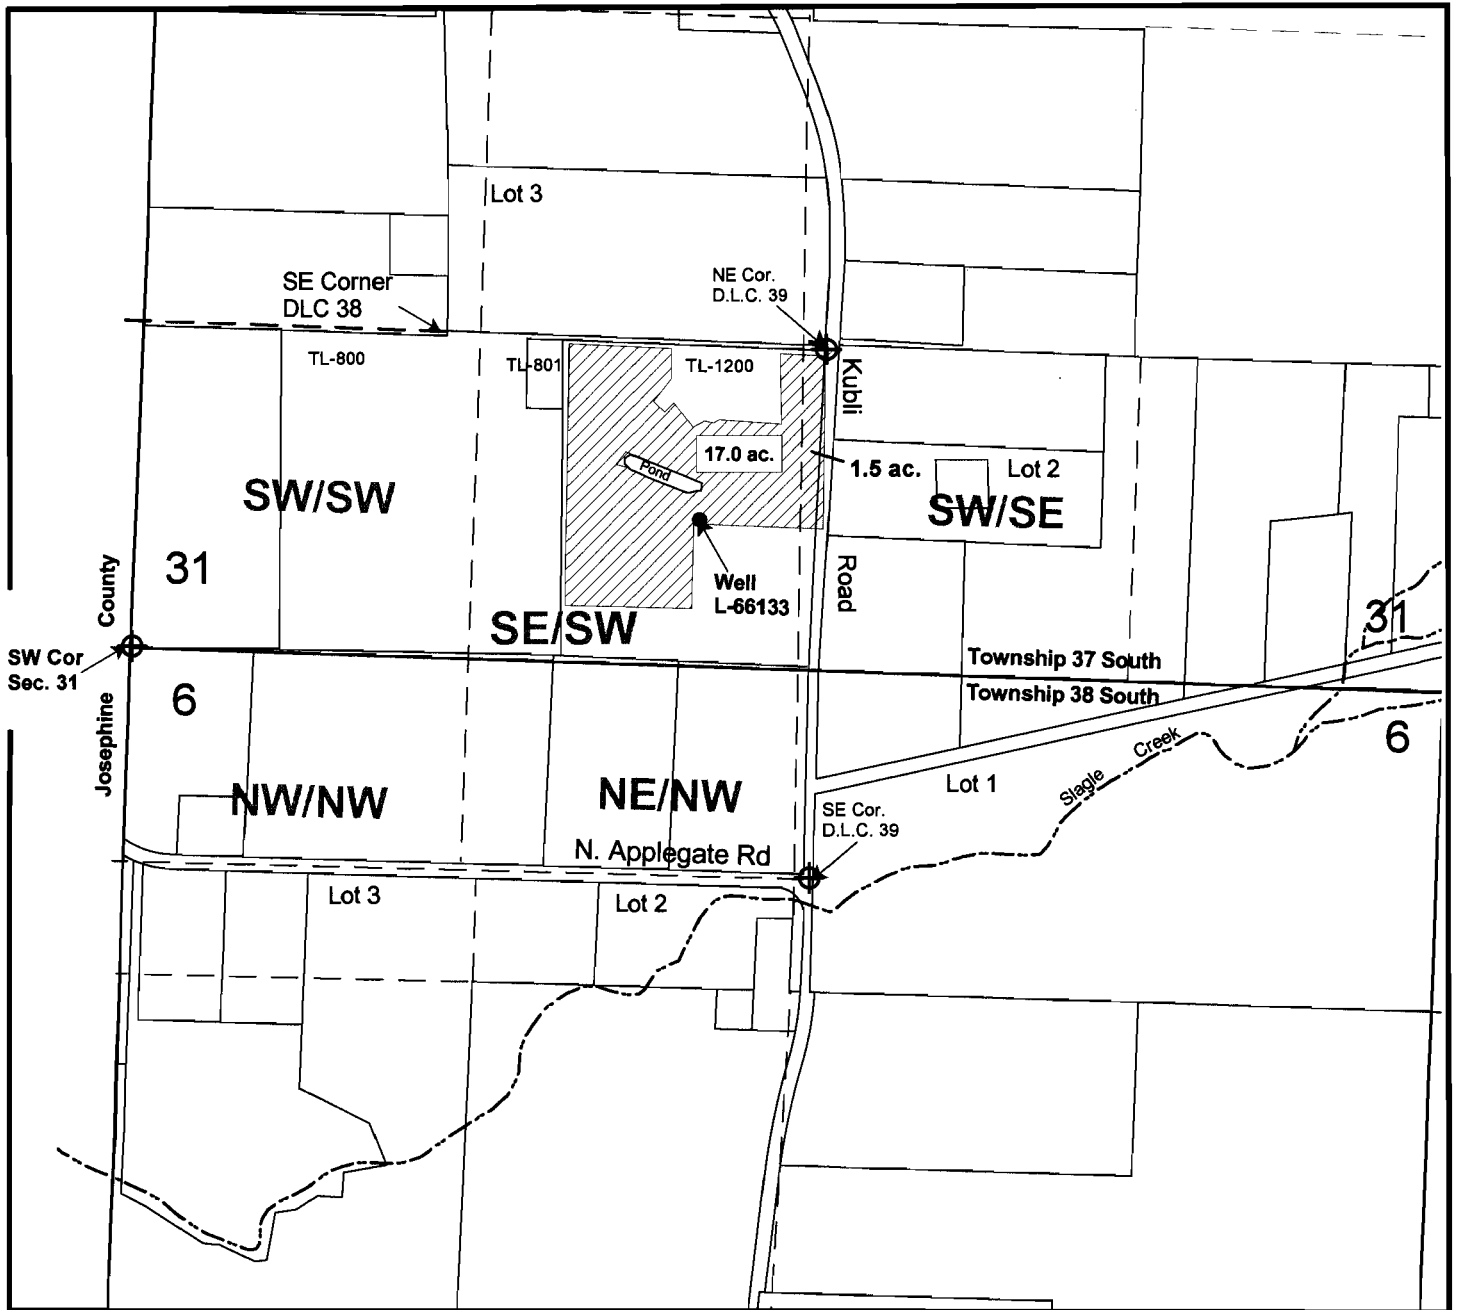 Lot 3
SE Corner
DLC 38
NE Cor.
D.L.C. 39
TL-800
TL-801
TL-1200
Kubli
17.0 ac.
1.5 ac.
Pond
Lot 2
SW/SW
SW/SE
31
County
Well
L-66133
Road
31
SE/SW
SW Cor
Sec. 31
Township 37 South
Township 38 South
6
Josephine
6
Slagle
Creek
Lot 1
NW/NW
NE/NW
SE Cor.
D.L.C. 39
N. Applegate Rd
Lot 3
Lot 2